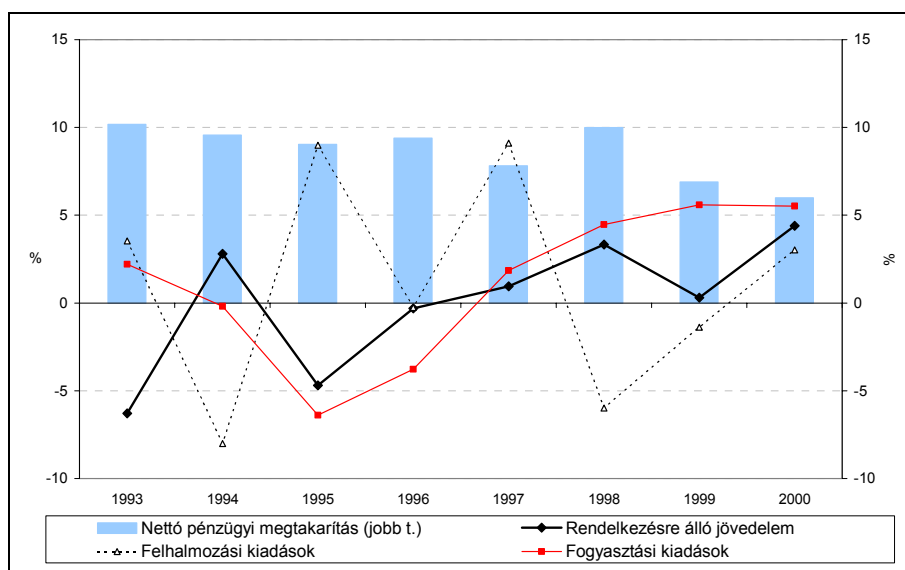 15 15
10 10
5 5
% %
0 0
-5 -5
-10 -10
1993 1994 1995 1996 1997 1998 1999 2000
Nettó pénzügyi megtakarítás (jobb t.) Rendelkezésre álló jövedelem
Felhalmozási kiadások Fogyasztási kiadások